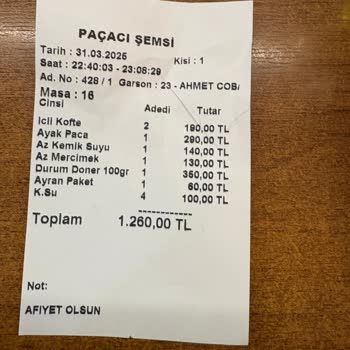 PAÇACI ŞEMSİ
Tarih : 31.03.2025 Kisi : 1
Saat : 22:40:03 - 23:08:29
Ad. No : 428 / 1 Garson : 23 - AHMET COBA
Masa : 16
Cinsi Adedi Tutar
Icli Kofte 2 190,00 TL
Ayak Paca 1 290,00 TL
Az Kemik Suyu 1 140,00 TL
Az Mercimek 1 130,00 TL
Durum Doner 100gr 1 350,00 TL
Ayran Paket 1 60,00 TL
K.Su 4 100,00 TL
Toplam 1.260,00 TL
Not:
AFIYET OLSUN